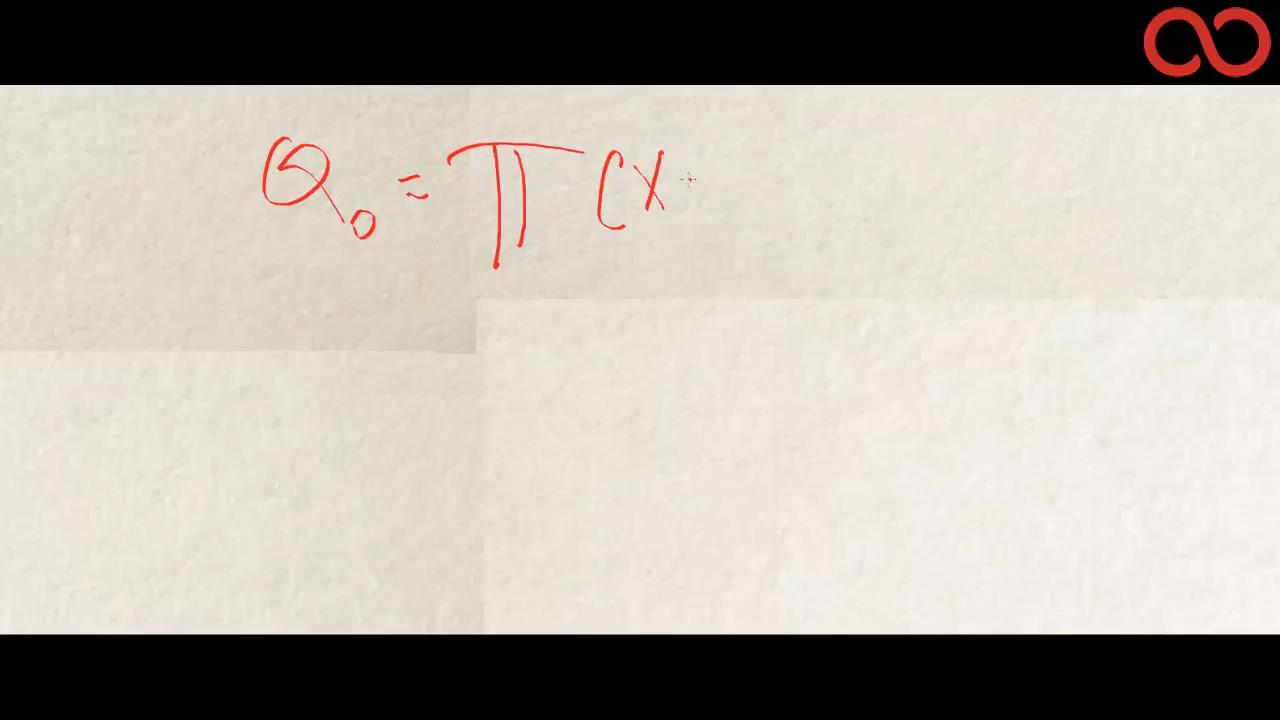 Q₀ = ∏ (x